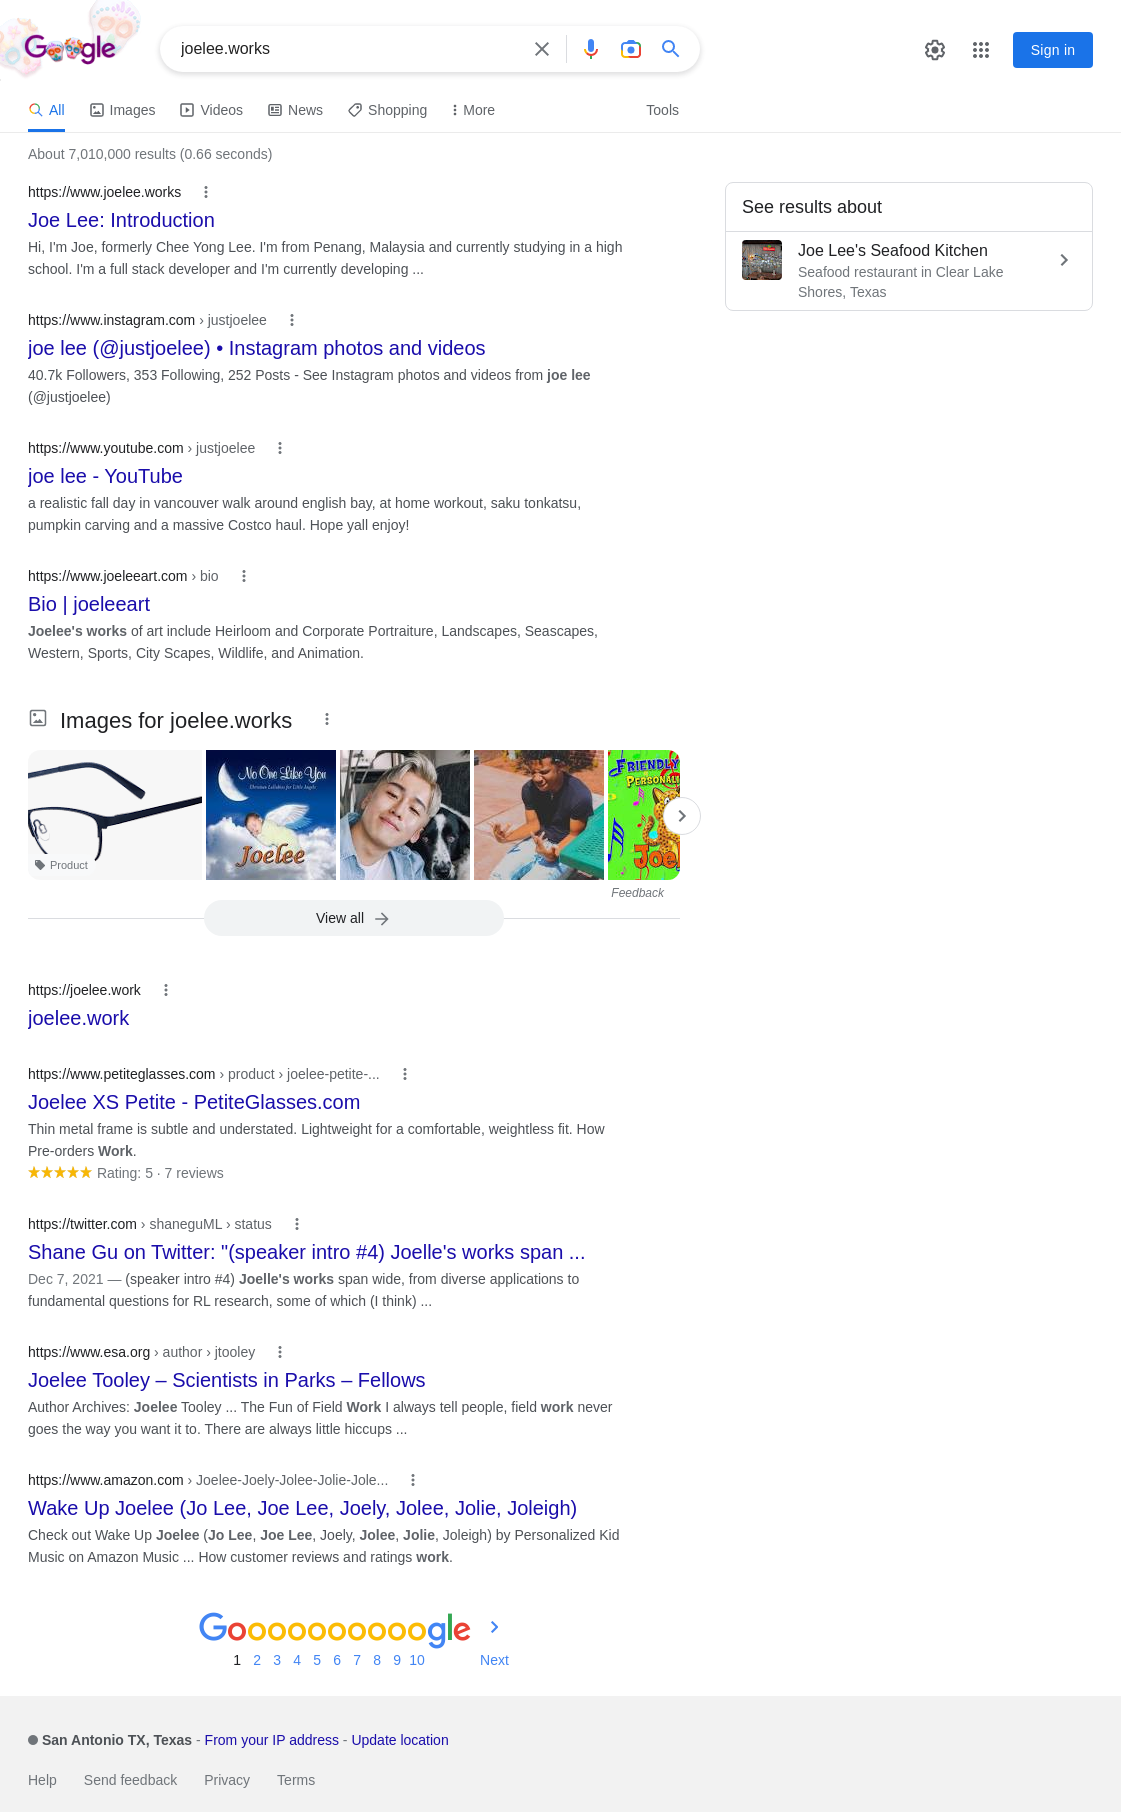 Google
joelee.works
Sign in
All
Images
Videos
News
Shopping
More
Tools
About 7,010,000 results (0.66 seconds)
https://www.joelee.works
Joe Lee: Introduction
Hi, I'm Joe, formerly Chee Yong Lee. I'm from Penang, Malaysia and currently studying in a high
school. I'm a full stack developer and I'm currently developing ...
See results about
Joe Lee's Seafood Kitchen
Seafood restaurant in Clear Lake
Shores, Texas
https://www.instagram.com › justjoelee
joe lee (@justjoelee) • Instagram photos and videos
40.7k Followers, 353 Following, 252 Posts - See Instagram photos and videos from joe lee
(@justjoelee)
https://www.youtube.com › justjoelee
joe lee - YouTube
a realistic fall day in vancouver walk around english bay, at home workout, saku tonkatsu,
pumpkin carving and a massive Costco haul. Hope yall enjoy!
https://www.joeleeart.com › bio
Bio | joeleeart
Joelee's works of art include Heirloom and Corporate Portraiture, Landscapes, Seascapes,
Western, Sports, City Scapes, Wildlife, and Animation.
Images for joelee.works
Product
No One Like You
Christian Lullabies for Little Angels
Joelee
FRIENDLY
PERSONAL
Joe
Feedback
View all
https://joelee.work
joelee.work
https://www.petiteglasses.com › product › joelee-petite-...
Joelee XS Petite - PetiteGlasses.com
Thin metal frame is subtle and understated. Lightweight for a comfortable, weightless fit. How
Pre-orders Work.
Rating: 5 · 7 reviews
https://twitter.com › shaneguML › status
Shane Gu on Twitter: "(speaker intro #4) Joelle's works span ...
Dec 7, 2021 — (speaker intro #4) Joelle's works span wide, from diverse applications to
fundamental questions for RL research, some of which (I think) ...
https://www.esa.org › author › jtooley
Joelee Tooley – Scientists in Parks – Fellows
Author Archives: Joelee Tooley ... The Fun of Field Work I always tell people, field work never
goes the way you want it to. There are always little hiccups ...
https://www.amazon.com › Joelee-Joely-Jolee-Jolie-Jole...
Wake Up Joelee (Jo Lee, Joe Lee, Joely, Jolee, Jolie, Joleigh)
Check out Wake Up Joelee (Jo Lee, Joe Lee, Joely, Jolee, Jolie, Joleigh) by Personalized Kid
Music on Amazon Music ... How customer reviews and ratings work.
Goooooooooogle
1 2 3 4 5 6 7 8 9 10 Next
San Antonio TX, Texas - From your IP address - Update location
Help Send feedback Privacy Terms